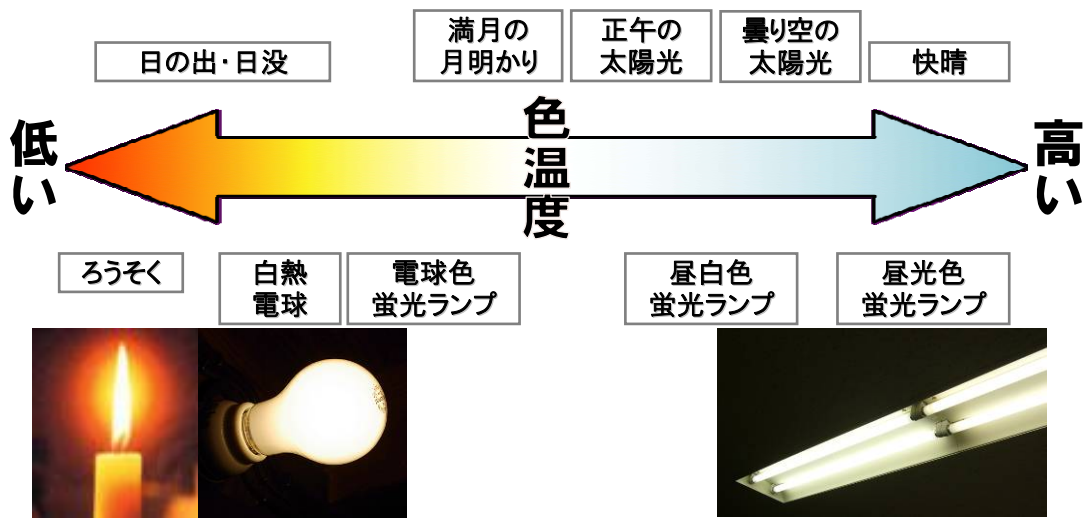 日の出・日没
満月の
月明かり
正午の
太陽光
曇り空の
太陽光
快晴
低い
色温度
高い
ろうそく
白熱
電球
電球色
蛍光ランプ
昼白色
蛍光ランプ
昼光色
蛍光ランプ